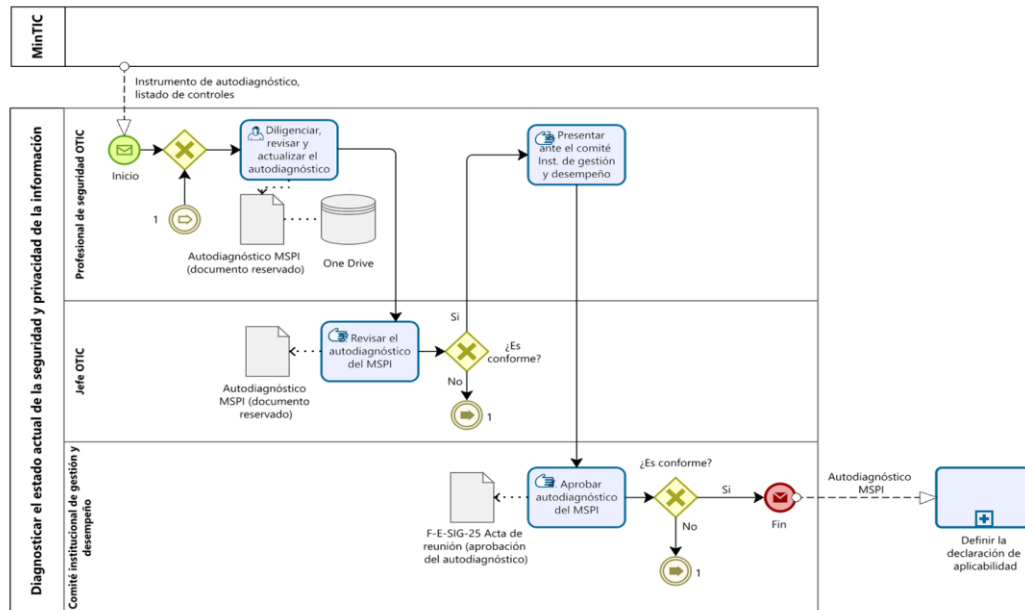 MinTIC
Instrumento de autodiagnóstico,
listado de controles
Diagnosticar el estado actual de la seguridad y privacidad de la información
Profesional de seguridad OTIC
Inicio
1
Diligenciar,
revisar y
actualizar el
autodiagnóstico
Autodiagnóstico MSPI
(documento reservado)
One Drive
Presentar
ante el comité
Inst. de gestión
y desempeño
Jefe OTIC
Autodiagnóstico
MSPI (documento
reservado)
Revisar el
autodiagnóstico
del MSPI
Si
¿Es
conforme?
No
1
Comité institucional de gestión y
desempeño
F-E-SIG-25 Acta de
reunión (aprobación
del autodiagnóstico)
. Aprobar
autodiagnóstico
del MSPI
¿Es conforme?
Si
No
1
Fin
Autodiagnóstico
MSPI
Definir la
declaración de
aplicabilidad